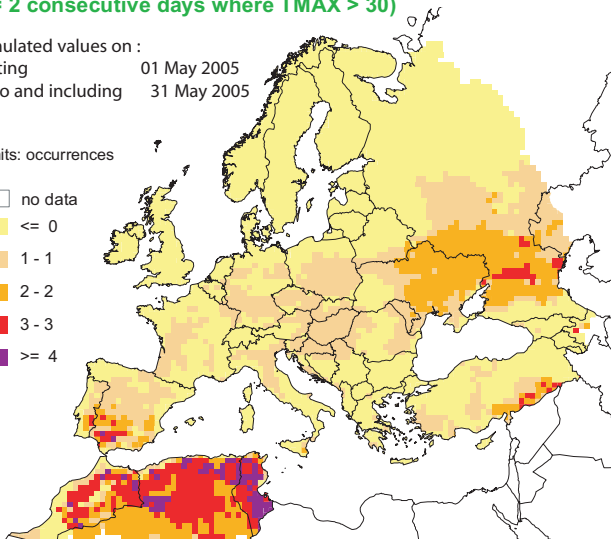 = 2 consecutive days where TMAX > 30)
ulated values on :
ting 01 May 2005
o and including 31 May 2005
its: occurrences
no data
<= 0
1 - 1
2 - 2
3 - 3
>= 4